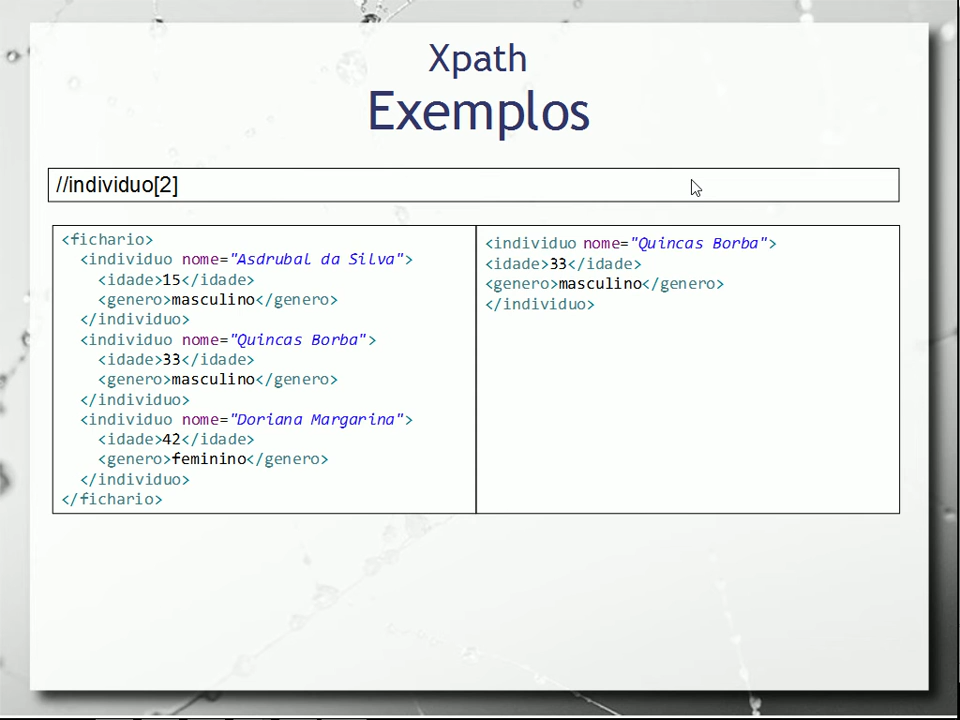 Xpath
Exemplos
//individuo[2]
<fichario>
<individuo nome="Asdrubal da Silva">
<idade>15</idade>
<genero>masculino</genero>
</individuo>
<individuo nome="Quincas Borba">
<idade>33</idade>
<genero>masculino</genero>
</individuo>
<individuo nome="Doriana Margarina">
<idade>42</idade>
<genero>feminino</genero>
</individuo>
</fichario>
<individuo nome="Quincas Borba">
<idade>33</idade>
<genero>masculino</genero>
</individuo>